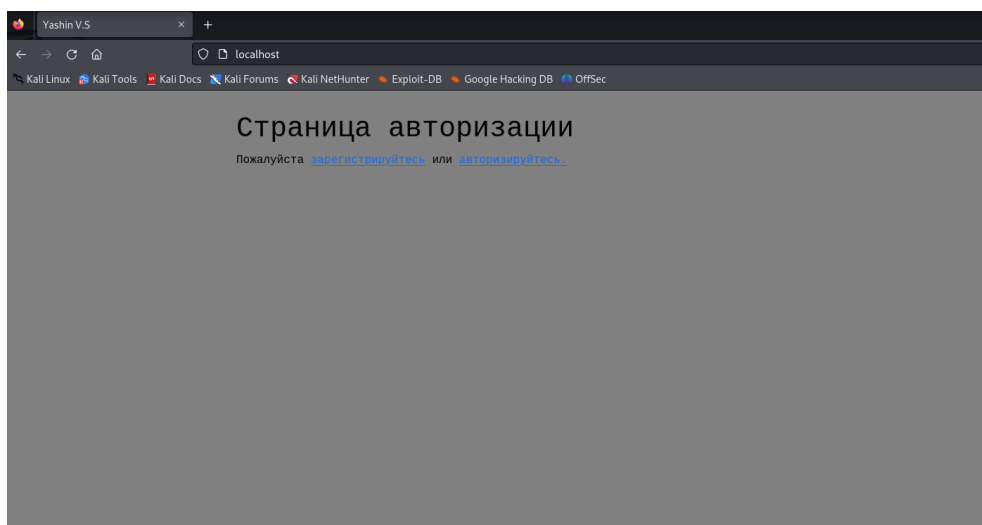 Yashin V.S
localhost
Kali Linux Kali Tools Kali Docs Kali Forums Kali NetHunter Exploit-DB Google Hacking DB OffSec
Страница авторизации
Пожалуйста зарегистрируйтесь или авторизируйтесь.